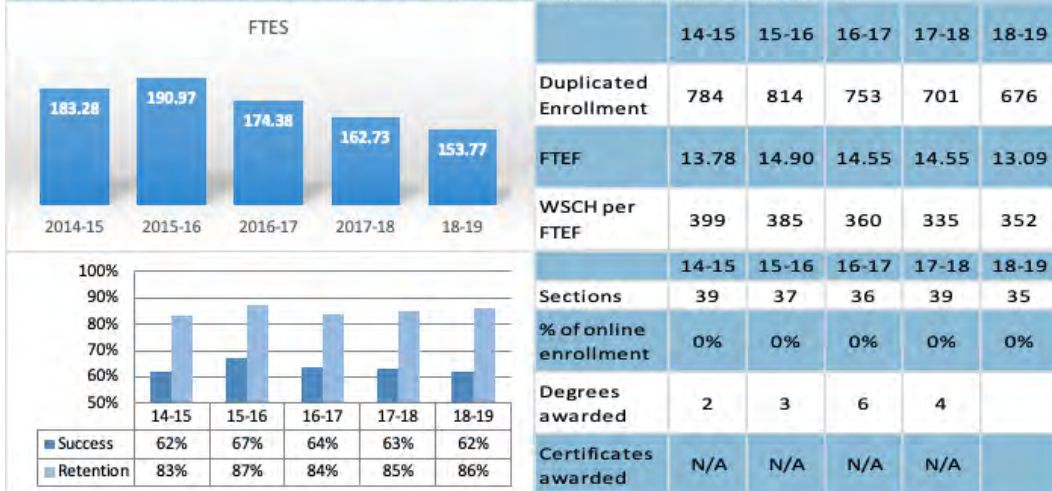 FTES
183.28 190.97 174.38 162.73 153.77
2014-15 2015-16 2016-17 2017-18 18-19
100%
90%
80%
70%
60%
50%
14-15 15-16 16-17 17-18 18-19
Success 62% 67% 64% 63% 62%
Retention 83% 87% 84% 85% 86%
14-15 15-16 16-17 17-18 18-19
Duplicated
Enrollment 784 814 753 701 676
FTEF 13.78 14.90 14.55 14.55 13.09
WSCH per
FTEF 399 385 360 335 352
14-15 15-16 16-17 17-18 18-19
Sections 39 37 36 39 35
% of online
enrollment 0% 0% 0% 0% 0%
Degrees
awarded 2 3 6 4
Certificates
awarded N/A N/A N/A N/A